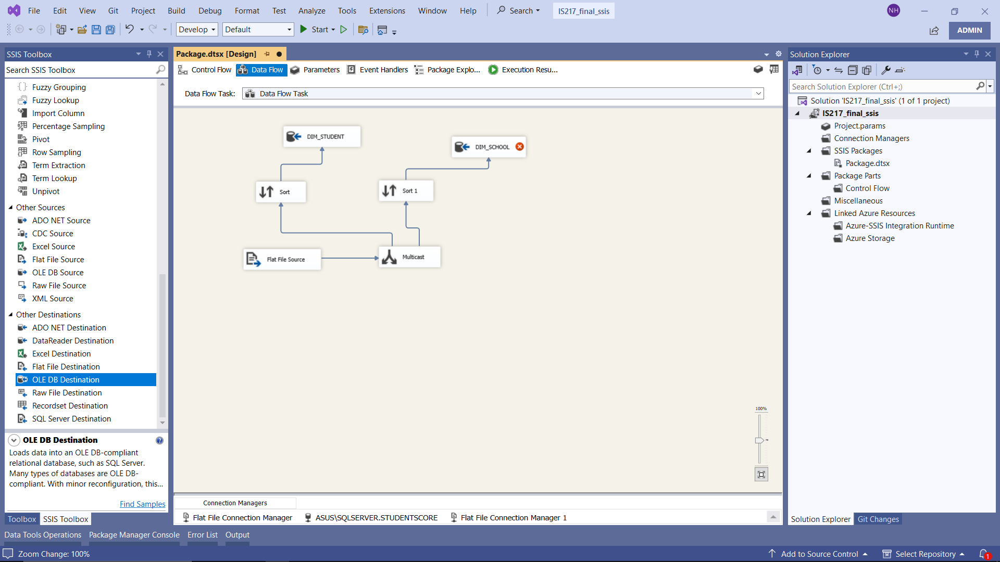 File Edit View Git Project Build Debug Format Test Analyze Tools Extensions Window Help Search IS217_final_ssis NH
Develop Default Start ADMIN
SSIS Toolbox
Search SSIS Toolbox
Fuzzy Grouping
Fuzzy Lookup
Import Column
Percentage Sampling
Pivot
Row Sampling
Term Extraction
Term Lookup
Unpivot
Other Sources
ADO NET Source
CDC Source
Excel Source
Flat File Source
OLE DB Source
Raw File Source
XML Source
Other Destinations
ADO NET Destination
DataReader Destination
Excel Destination
Flat File Destination
OLE DB Destination
Raw File Destination
Recordset Destination
SQL Server Destination
OLE DB Destination
Loads data into an OLE DB-compliant
relational database, such as SQL Server.
Many types of databases are OLE DB-
compliant. With minor reconfiguration, this...
Find Samples
Toolbox SSIS Toolbox
Package.dtsx [Design]
Control Flow Data Flow Parameters Event Handlers Package Explo... Execution Resu...
Data Flow Task: Data Flow Task
DIM_STUDENT
DIM_SCHOOL
Sort
Sort 1
Flat File Source
Multicast
100%
Connection Managers
Flat File Connection Manager ASUS\SQLSERVER.STUDENTSCORE Flat File Connection Manager 1
Solution Explorer
Search Solution Explorer (Ctrl+;)
Solution 'IS217_final_ssis' (1 of 1 project)
IS217_final_ssis
Project.params
Connection Managers
SSIS Packages
Package.dtsx
Package Parts
Control Flow
Miscellaneous
Linked Azure Resources
Azure-SSIS Integration Runtime
Azure Storage
Solution Explorer Git Changes
Data Tools Operations Package Manager Console Error List Output
Zoom Change: 100% Add to Source Control Select Repository 1